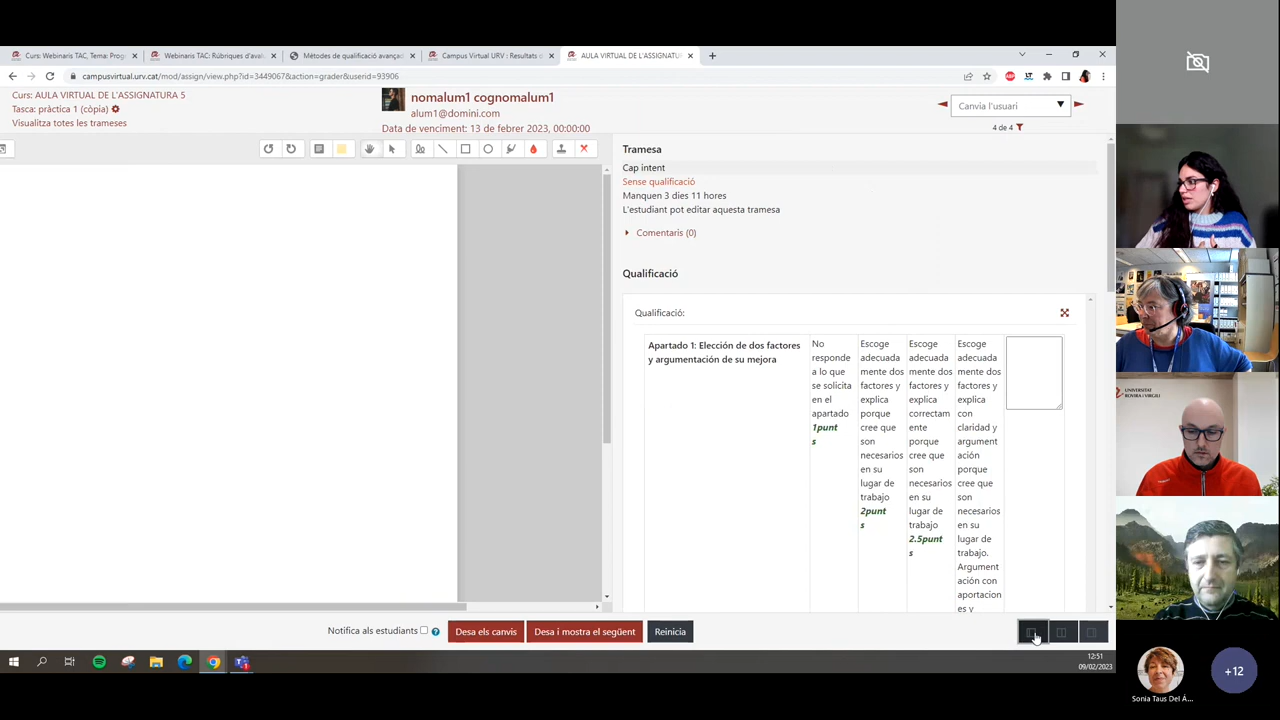 Curs: Webinaris TAC, Tema: Prog
Webinaris TAC: Rúbriques d'aval
Mètodes de qualificació avança
Campus Virtual URV : Resultats d
AULA VIRTUAL DE L'ASSIGNATUR
campusvirtual.urv.cat/mod/assign/view.php?id=3449067&action=grader&userid=93906
Curs: AULA VIRTUAL DE L'ASSIGNATURA 5
Tasca: pràctica 1 (còpia)
Visualitza totes les trameses
nomalum1 cognomalum1
alum1@domini.com
Data de venciment: 13 de febrer 2023, 00:00:00
Canvia l'usuari
4 de 4
Tramesa
Cap intent
Sense qualificació
Manquen 3 dies 11 hores
L'estudiant pot editar aquesta tramesa
Comentaris (0)
Qualificació
Qualificació:
Apartado 1: Elección de dos factores
y argumentación de su mejora
No
responde
a lo que
se solicita
en el
apartado
1punt
s
Escoge
adecuada
mente dos
factores y
explica
porque
cree que
son
necesarios
en su
lugar de
trabajo
2punt
s
Escoge
adecuada
mente dos
factores y
explica
correctam
ente
porque
cree que
son
necesarios
en su
lugar de
trabajo
2.5punt
s
Escoge
adecuada
mente dos
factores y
explica
con
claridad y
argument
ación
porque
cree que
son
necesarios
en su
lugar de
trabajo.
Argument
ación con
aportacion
es y
Notifica als estudiants
Desa els canvis
Desa i mostra el següent
Reinicia
12:51
09/02/2023
UNIVERSITAT
ROVIRA I VIRGILI
Sonia Taus Del Á...
+12